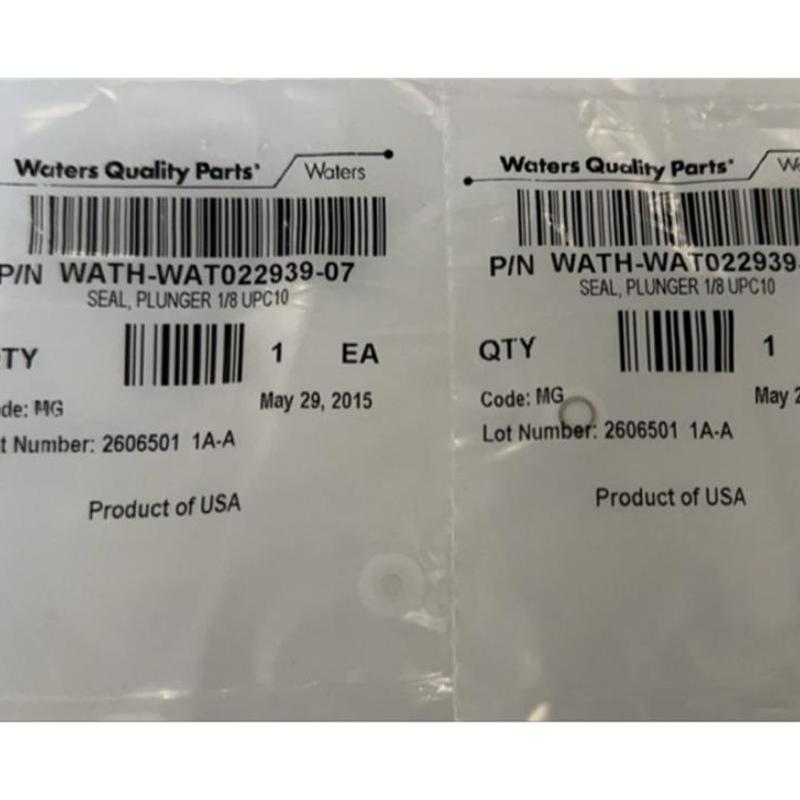 Waters Quality Parts Waters
P/N WATH-WAT022939-07
SEAL, PLUNGER 1/8 UPC10
TY 1 EA
de: MG May 29, 2015
t Number: 2606501 1A-A
Product of USA
Waters Quality Parts W
P/N WATH-WAT022939-
SEAL, PLUNGER 1/8 UPC10
QTY 1
Code: MG May 2
Lot Number: 2606501 1A-A
Product of USA